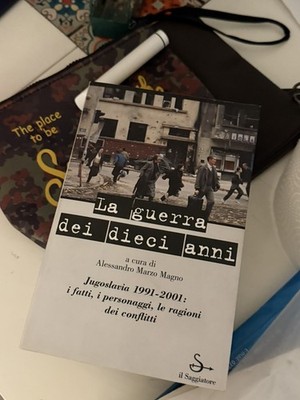 The place
to be
La guerra
dei dieci anni
a cura di
Alessandro Marzo Magno
Jugoslavia 1991-2001:
i fatti, i personaggi, le ragioni
dei conflitti
il Saggiatore